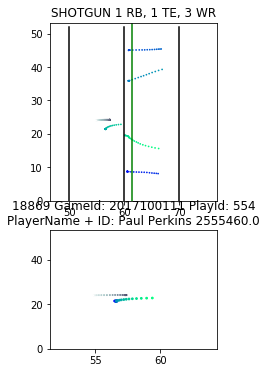 SHOTGUN 1 RB, 1 TE, 3 WR
50
40
30
20
10
0
50 60 70
18869 GameId: 2017100111 PlayId: 554
PlayerName + ID: Paul Perkins 2555460.0
40
20
0
55 60